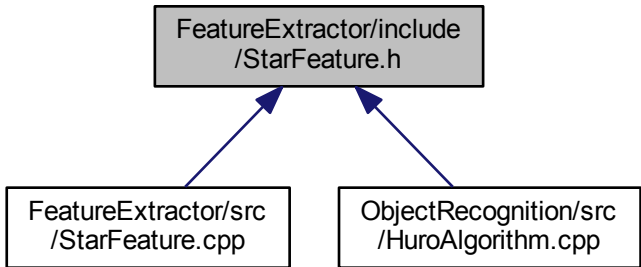 FeatureExtractor/include
/StarFeature.h
FeatureExtractor/src
/StarFeature.cpp
ObjectRecognition/src
/HuroAlgorithm.cpp